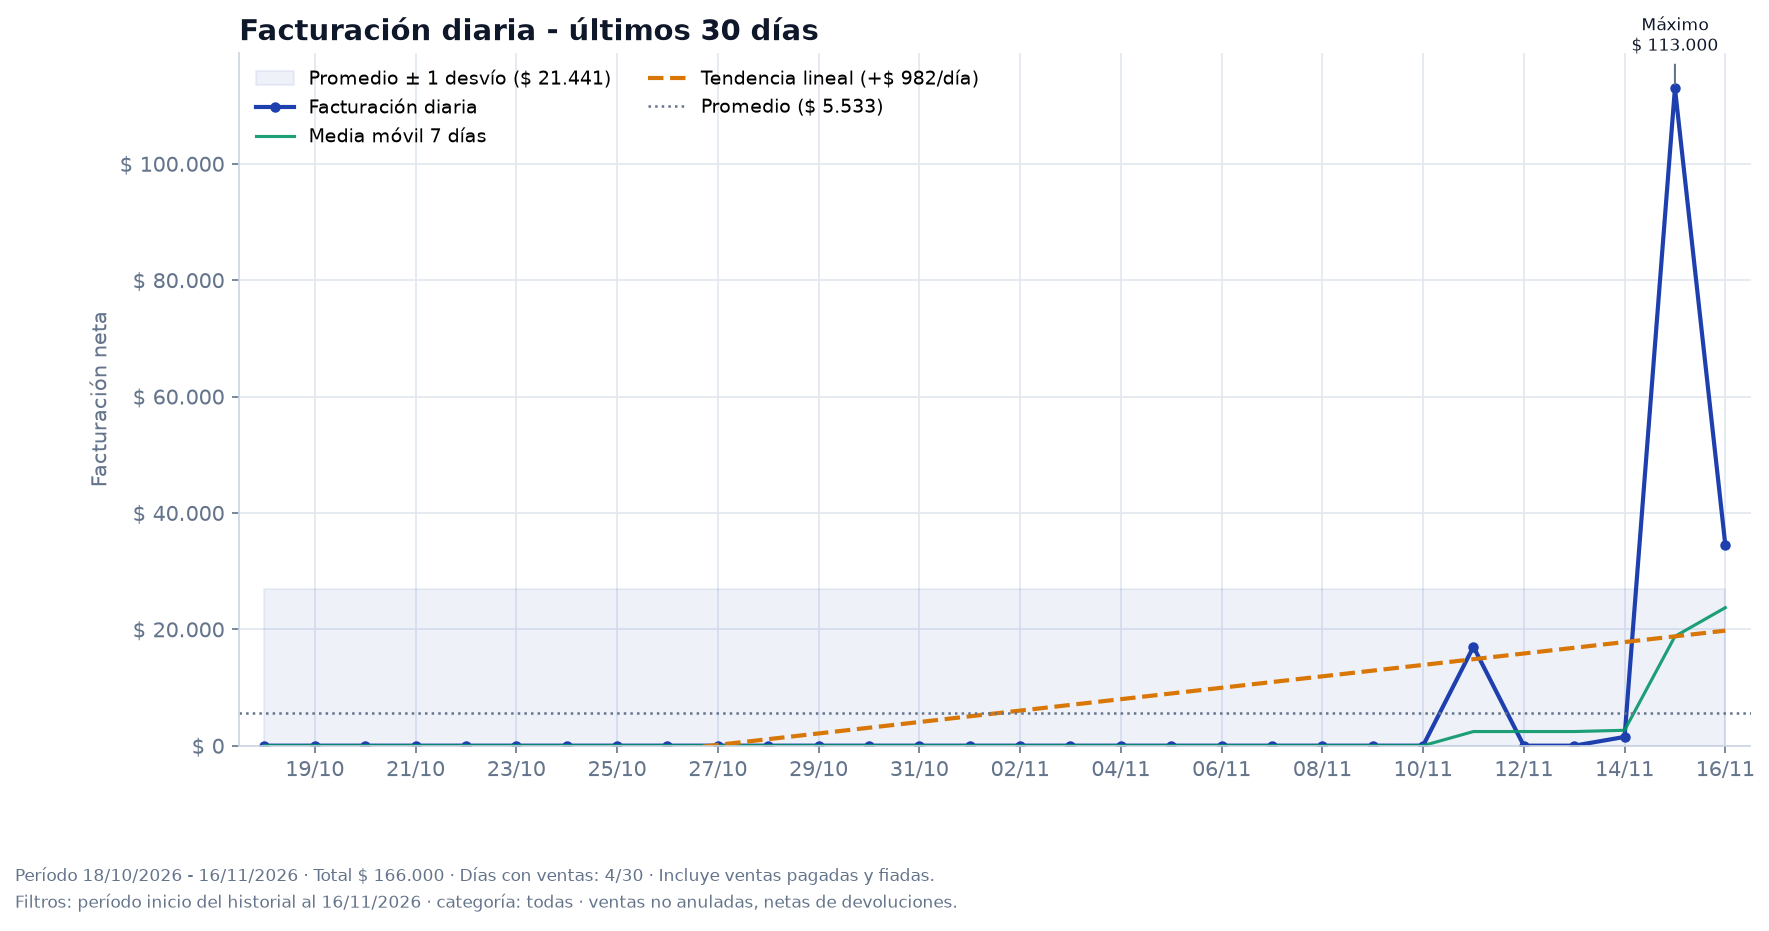 Facturación diaria - últimos 30 días
Máximo
$ 113.000
Promedio ± 1 desvío ($ 21.441)
Facturación diaria
Media móvil 7 días
Tendencia lineal (+$ 982/día)
Promedio ($ 5.533)
Facturación neta
$ 100.000
$ 80.000
$ 60.000
$ 40.000
$ 20.000
$ 0
19/10 21/10 23/10 25/10 27/10 29/10 31/10 02/11 04/11 06/11 08/11 10/11 12/11 14/11 16/11
Período 18/10/2026 - 16/11/2026 · Total $ 166.000 · Días con ventas: 4/30 · Incluye ventas pagadas y fiadas.
Filtros: período inicio del historial al 16/11/2026 · categoría: todas · ventas no anuladas, netas de devoluciones.